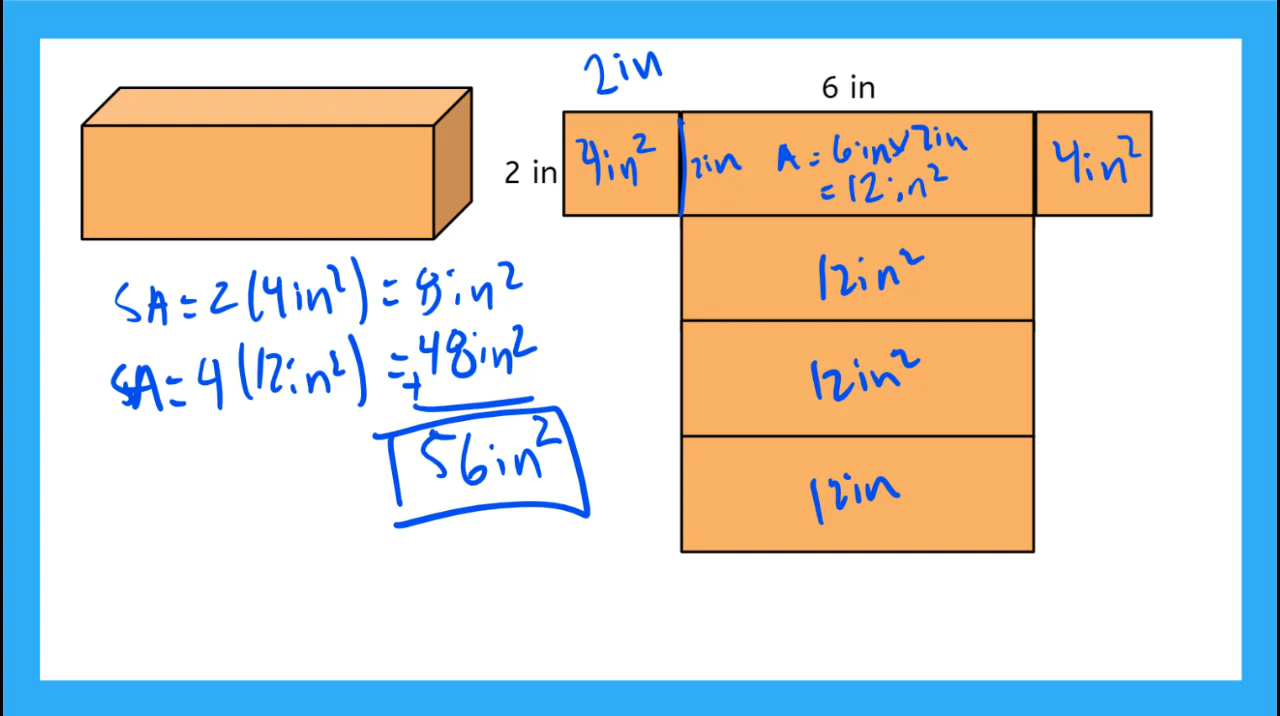 2in
6 in
2 in
4in²
2in
A = 6in x 2in
= 12in²
4in²
12in²
12in²
12in
SA = 2(4in²) = 8in²
SA = 4(12in²) = 48in²
+
56in²